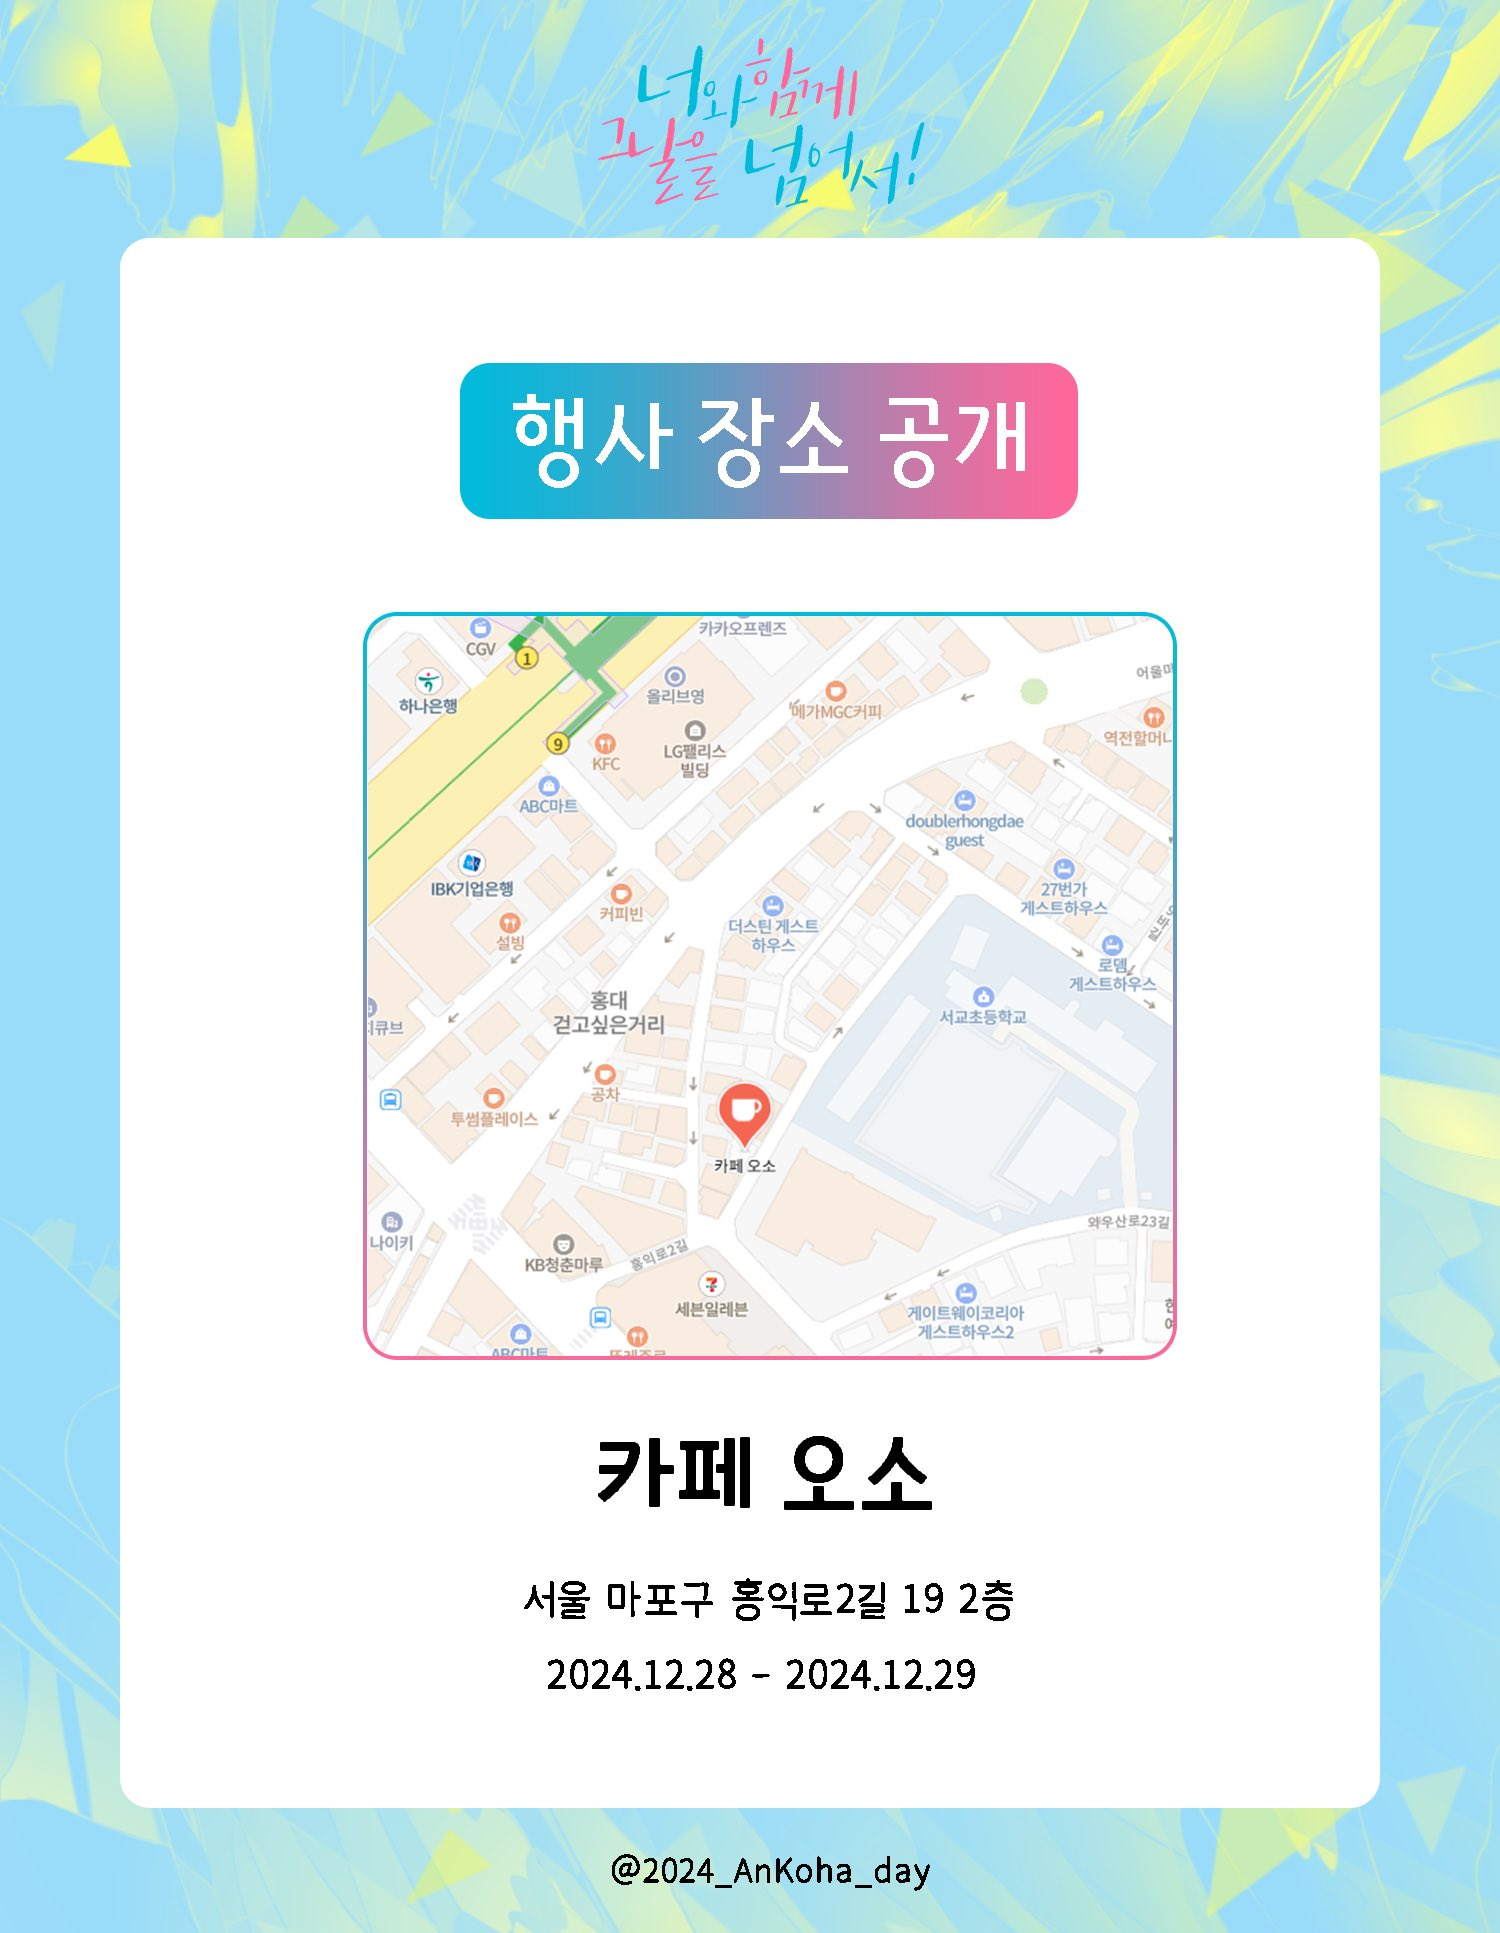 너와 함께
그날을 넘어서!
행사 장소 공개
카카오프렌즈
CGV
1
어울마
하나은행
올리브영
메가MGC커피
역전할머니
9
KFC
LG팰리스
빌딩
ABC마트
doublerhongdae
guest
IBK기업은행
27번가
게스트하우스
커피빈
더스틴 게스트
하우스
설빙
로뎀
게스트하우스
홍대
걷고싶은거리
서교초등학교
공차
투썸플레이스
카페 오소
와우산로23길
나이키
KB청춘마루
홍익로2길
세븐일레븐
게이트웨이코리아
게스트하우스2
ABC마트
카페 오소
서울 마포구 홍익로2길 19 2층
2024.12.28 - 2024.12.29
@2024_AnKoha_day